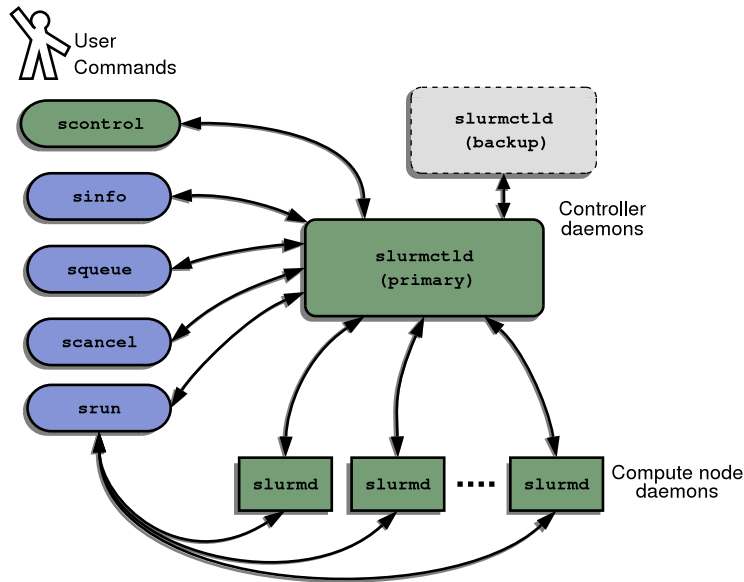 User
Commands
scontrol
slurmctld
(backup)
sinfo
Controller
daemons
slurmctld
(primary)
squeue
scancel
srun
slurmd
slurmd
slurmd
Compute node
daemons